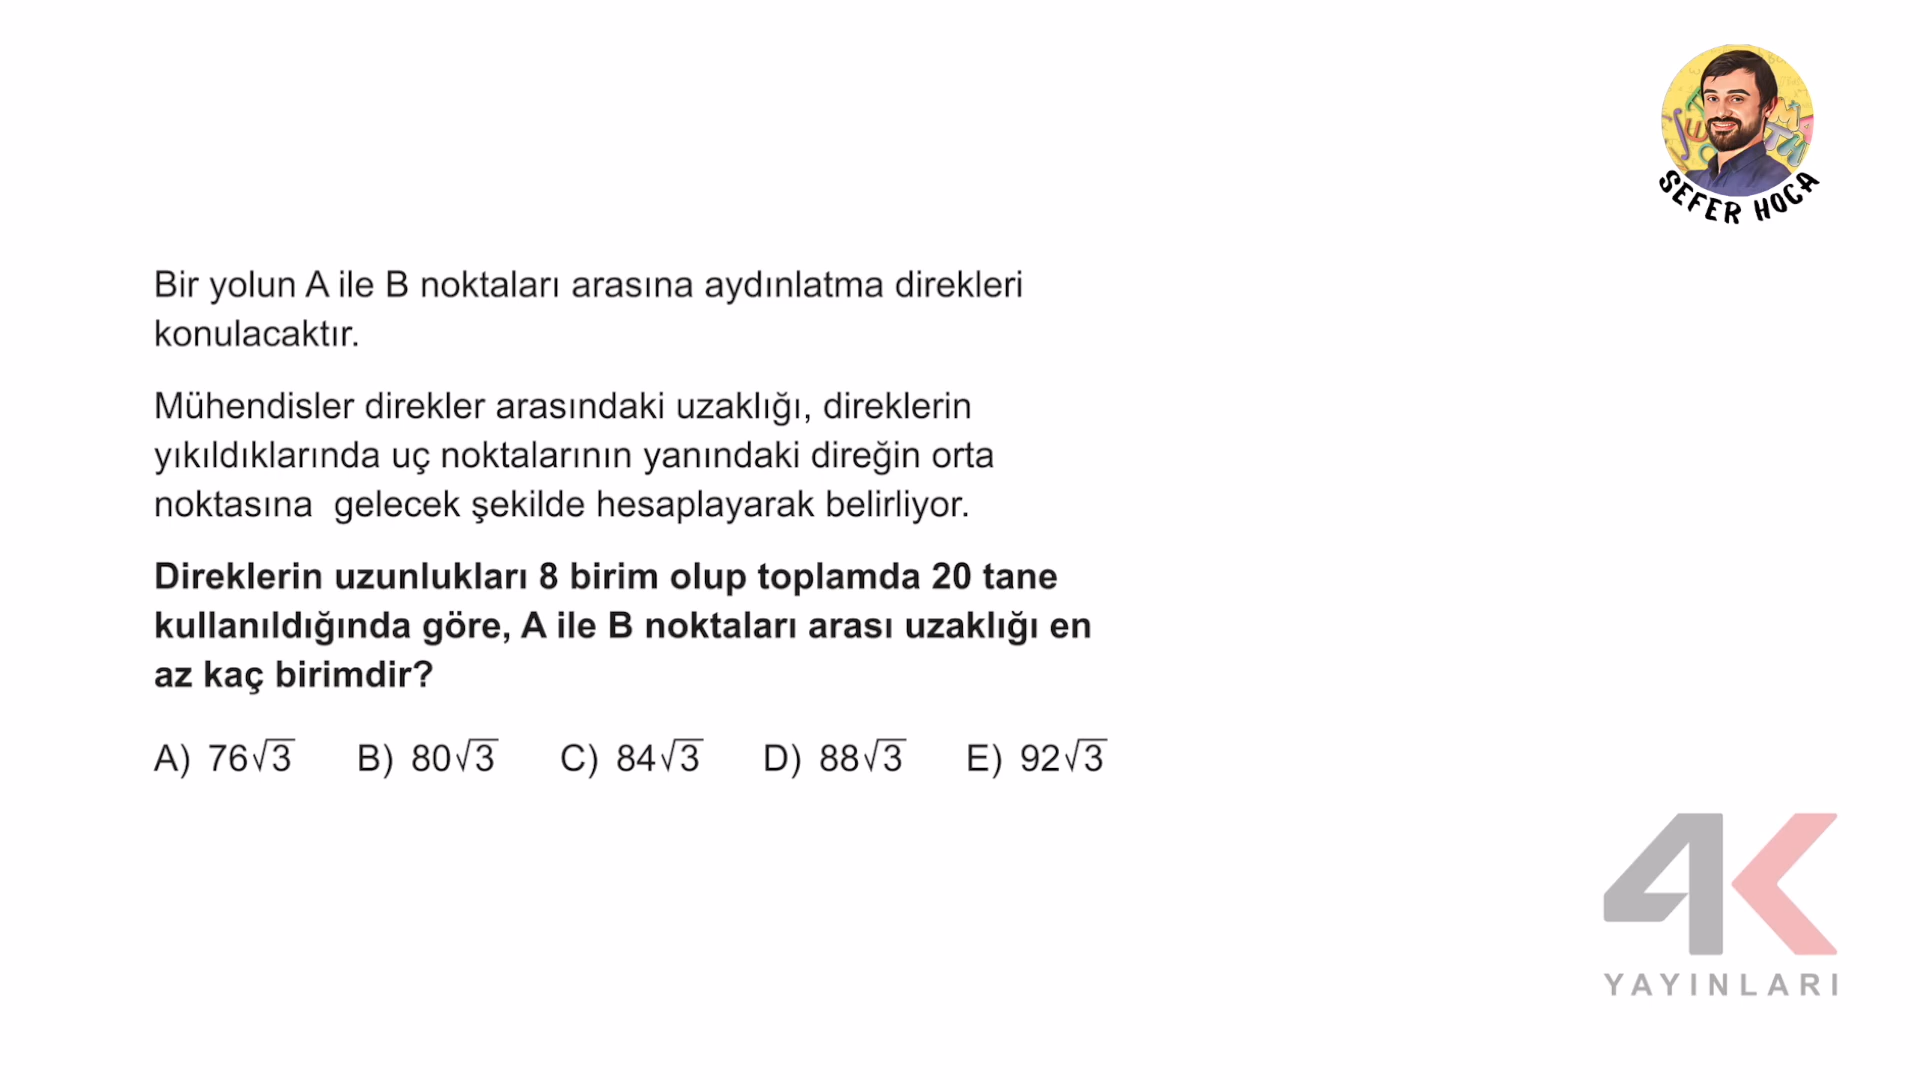 SEFER HOCA
Bir yolun A ile B noktaları arasına aydınlatma direkleri
konulacaktır.
Mühendisler direkler arasındaki uzaklığı, direklerin
yıkıldıklarında uç noktalarının yanındaki direğin orta
noktasına  gelecek şekilde hesaplayarak belirliyor.
Direklerin uzunlukları 8 birim olup toplamda 20 tane
kullanıldığında göre, A ile B noktaları arası uzaklığı en
az kaç birimdir?
A) 76√3 B) 80√3 C) 84√3 D) 88√3 E) 92√3
4K
YAYINLARI